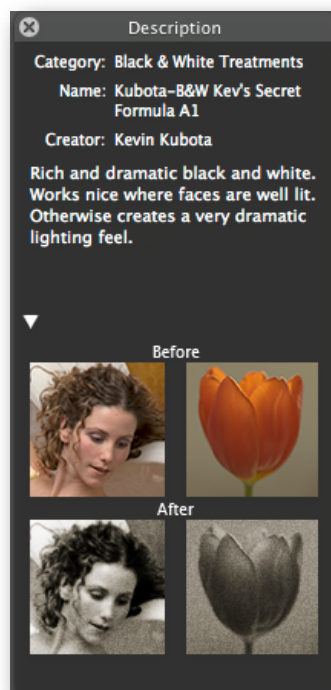 Description
Category: Black & White Treatments
Name: Kubota-B&W Kev's Secret
Formula A1
Creator: Kevin Kubota
Rich and dramatic black and white.
Works nice where faces are well lit.
Otherwise creates a very dramatic
lighting feel.
Before
After